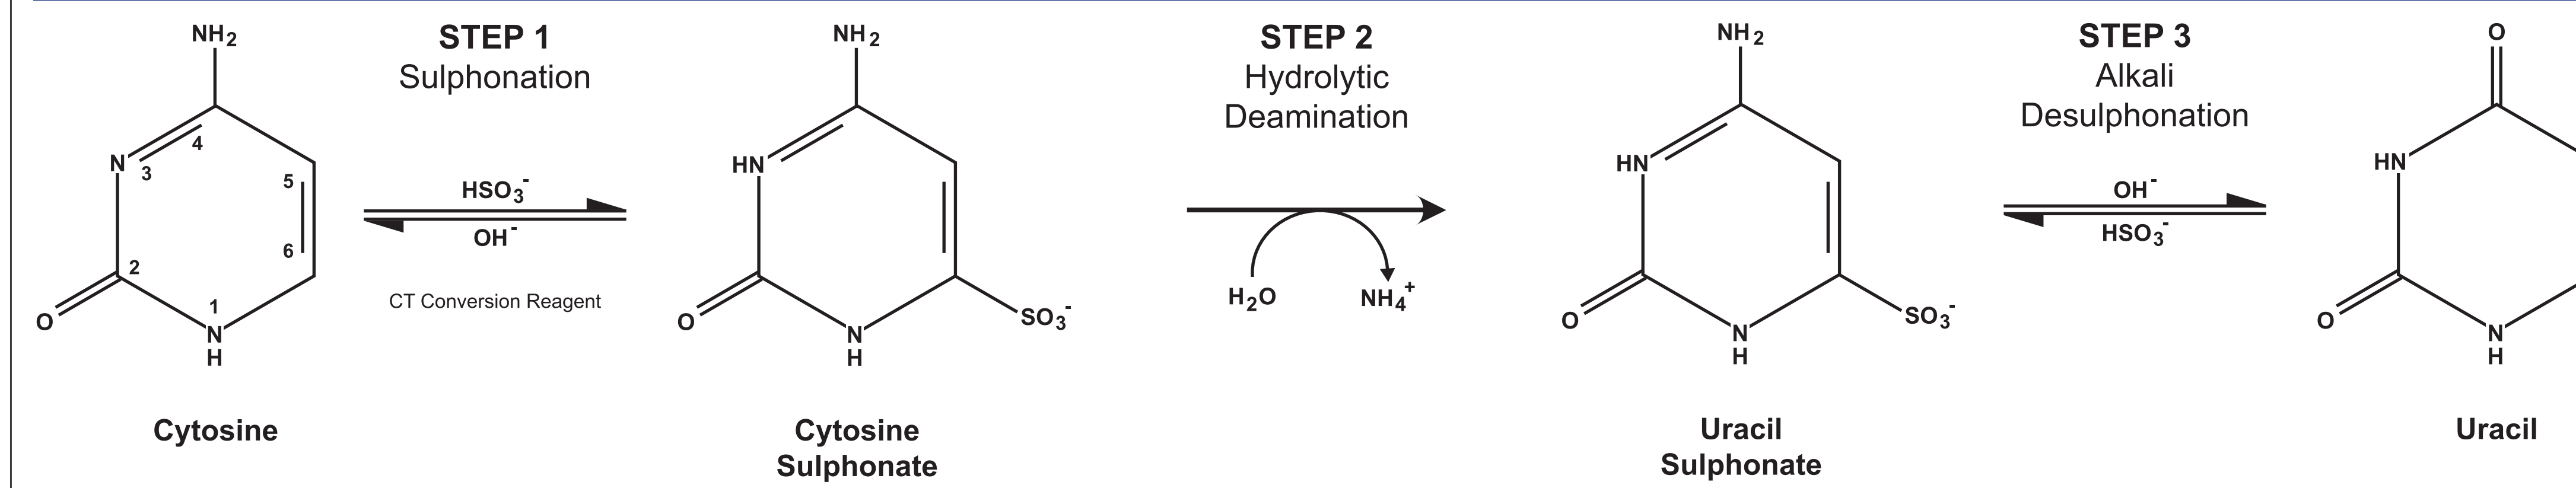 NH2
N
3
4
5
6
2
1
O
N
H
Cytosine
STEP 1
Sulphonation
HSO3-
OH-
CT Conversion Reagent
NH2
HN
O
N
H
SO3-
Cytosine
Sulphonate
STEP 2
Hydrolytic
Deamination
H2O
NH4+
NH2
HN
O
N
H
SO3-
Uracil
Sulphonate
STEP 3
Alkali
Desulphonation
OH-
HSO3-
O
HN
O
N
H
Uracil